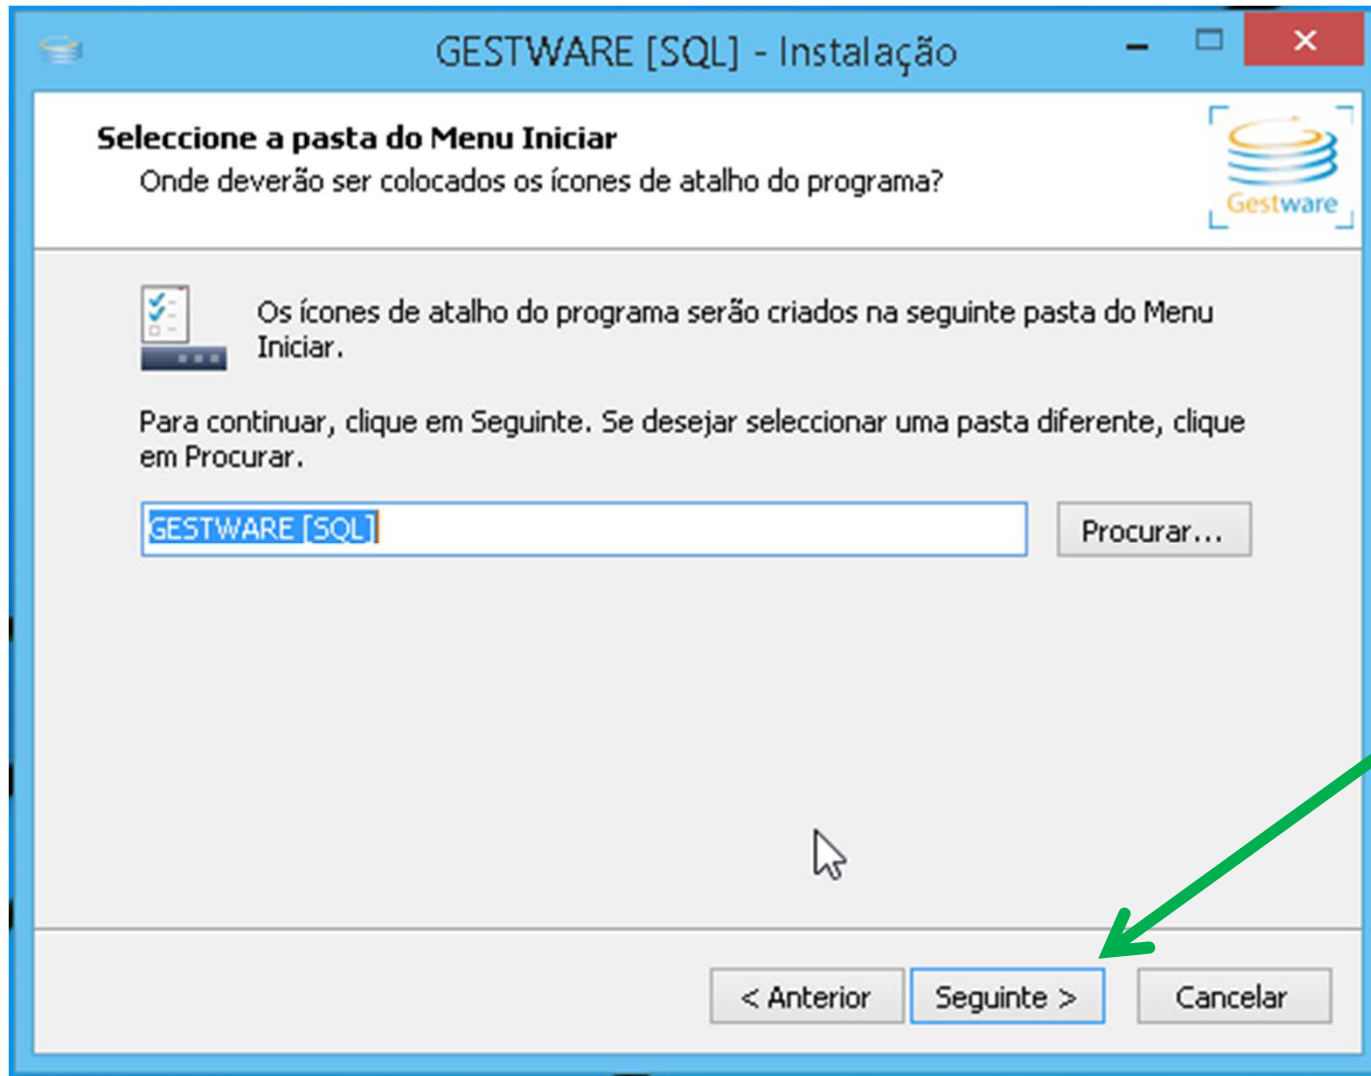 GESTWARE [SQL] - Instalação
Seleccione a pasta do Menu Iniciar
Onde deverão ser colocados os ícones de atalho do programa?
Gestware
Os ícones de atalho do programa serão criados na seguinte pasta do Menu
Iniciar.
Para continuar, clique em Seguinte. Se desejar seleccionar uma pasta diferente, clique
em Procurar.
GESTWARE [SQL]
Procurar...
< Anterior
Seguinte >
Cancelar